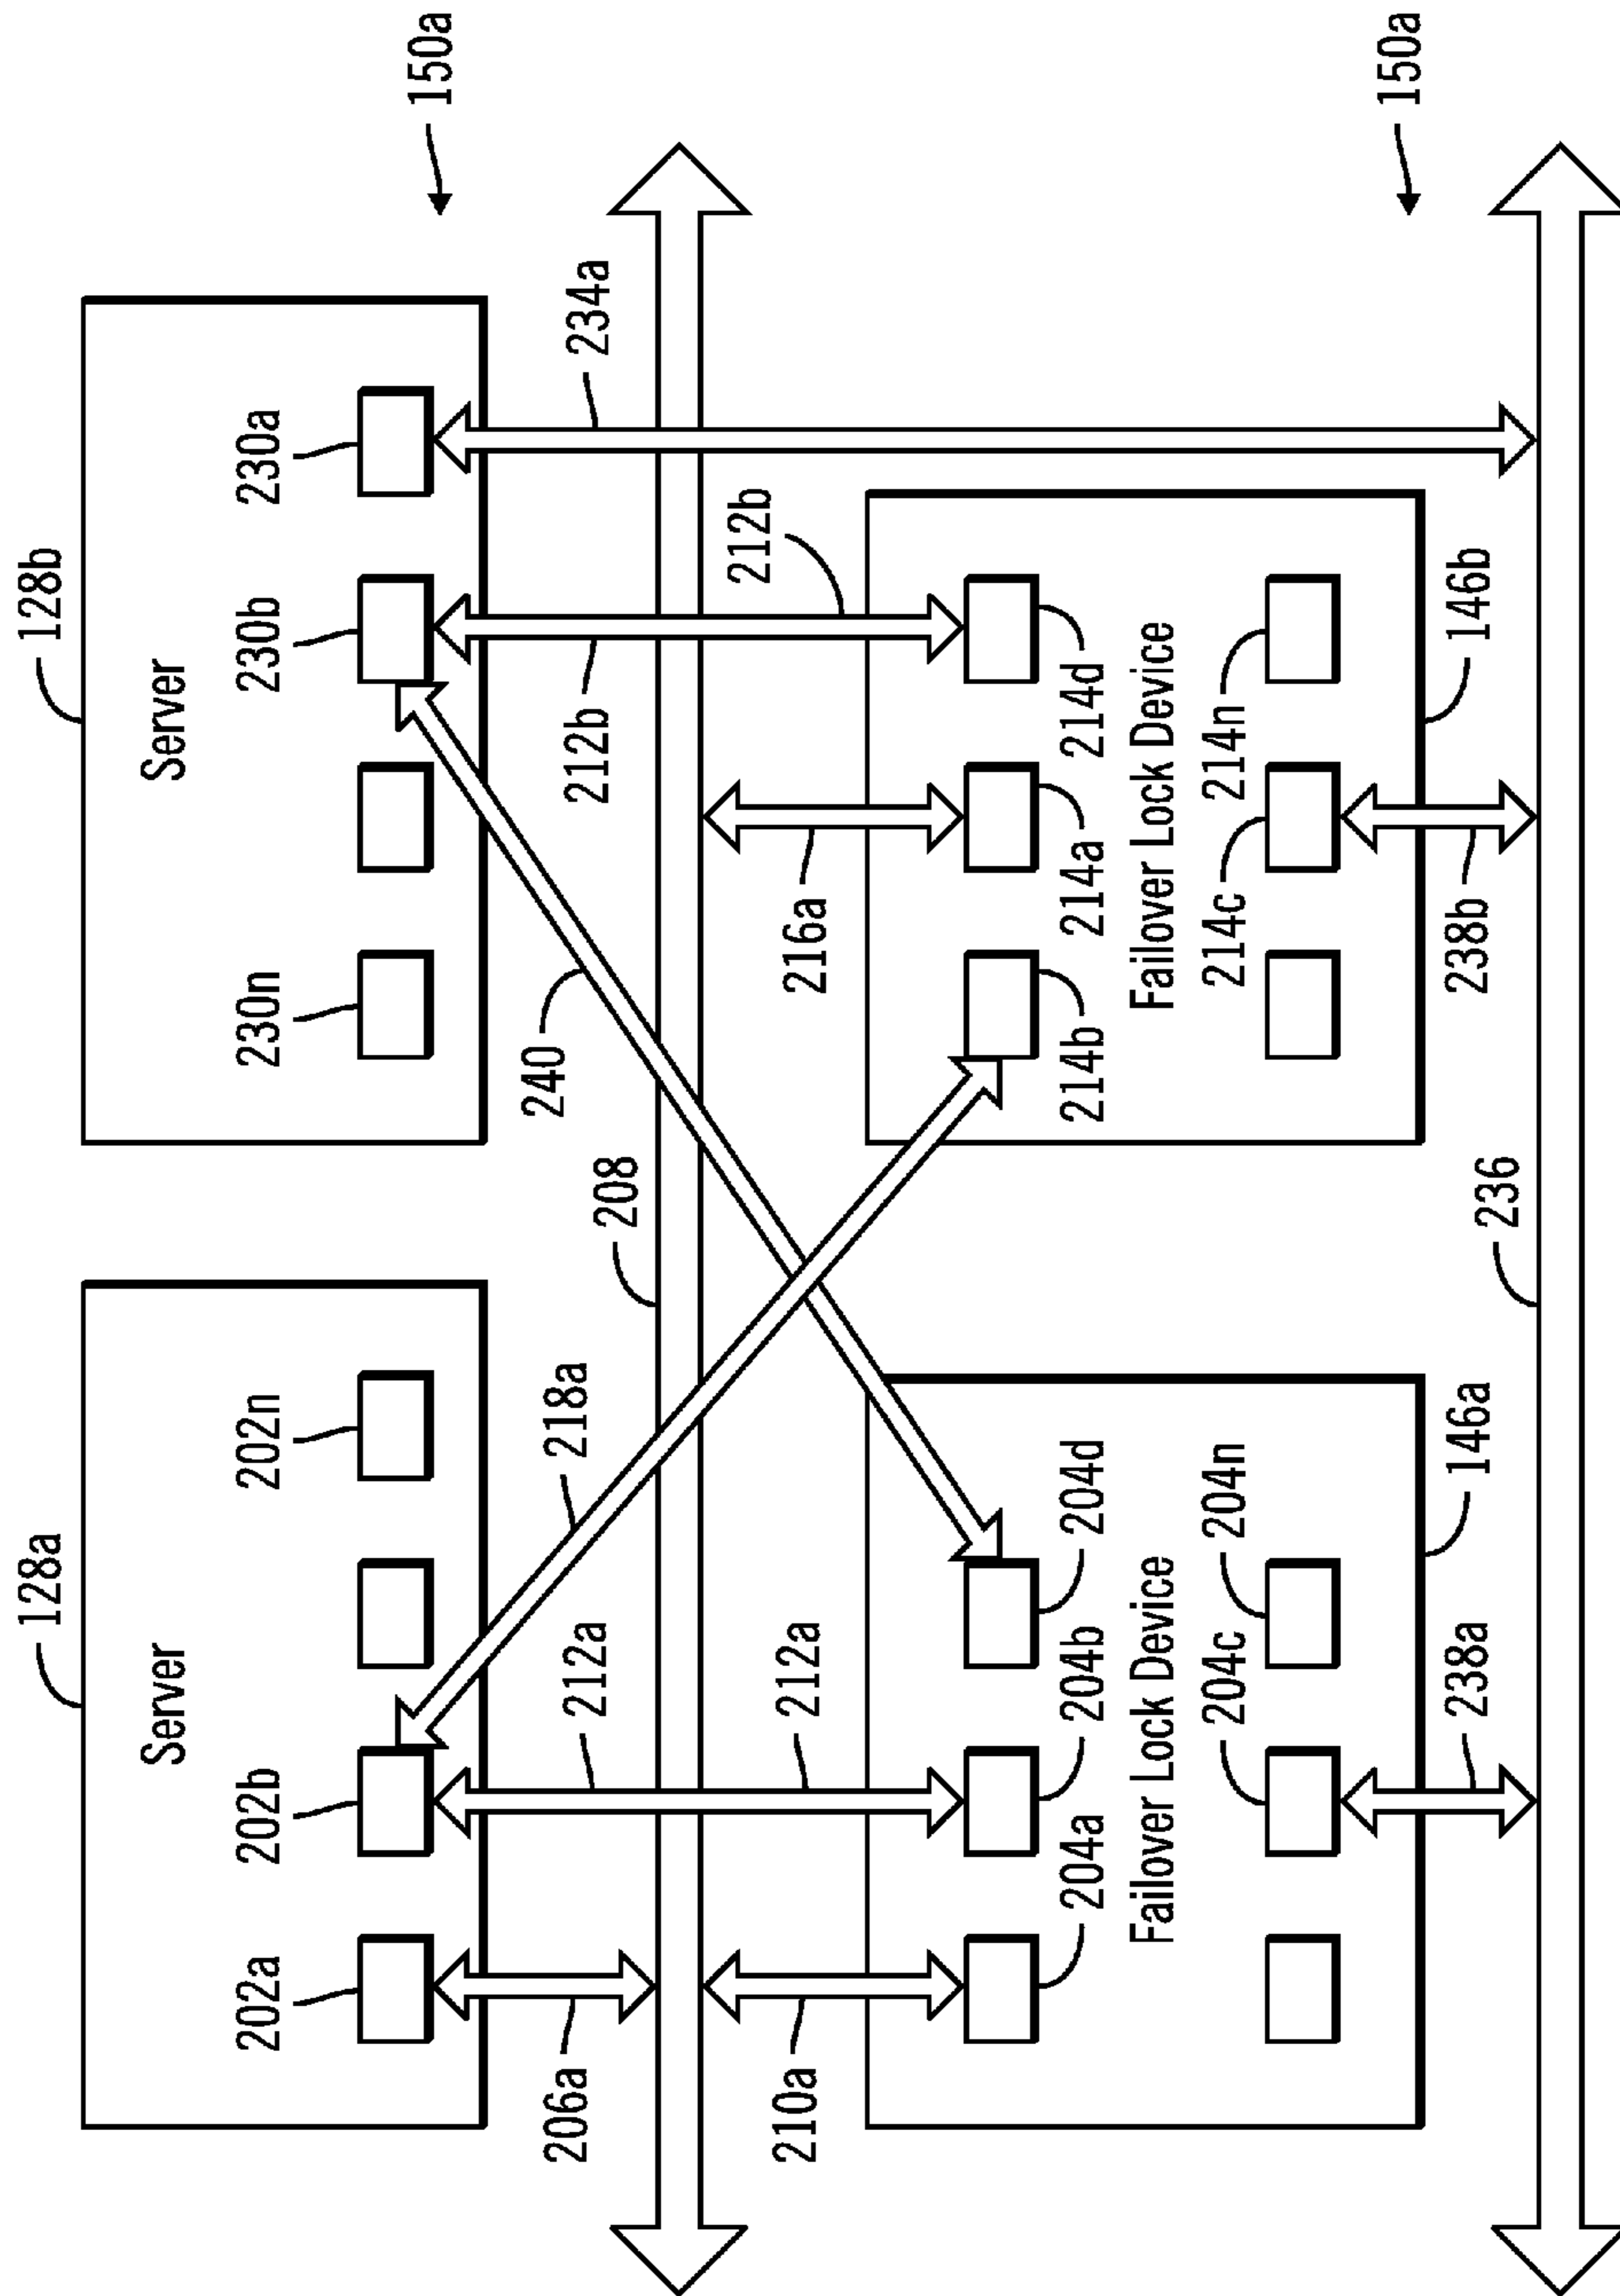 128a
128b
Server
Server
202a
202b
202n
230n
230b
230a
150a
206a
212a
218a
208
240
212b
234a
210a
212a
216a
212b
204a
204b
204d
214b
214a
214d
Failover Lock Device
Failover Lock Device
204c
204n
214c
214n
238a
146a
236
238b
146b
150a